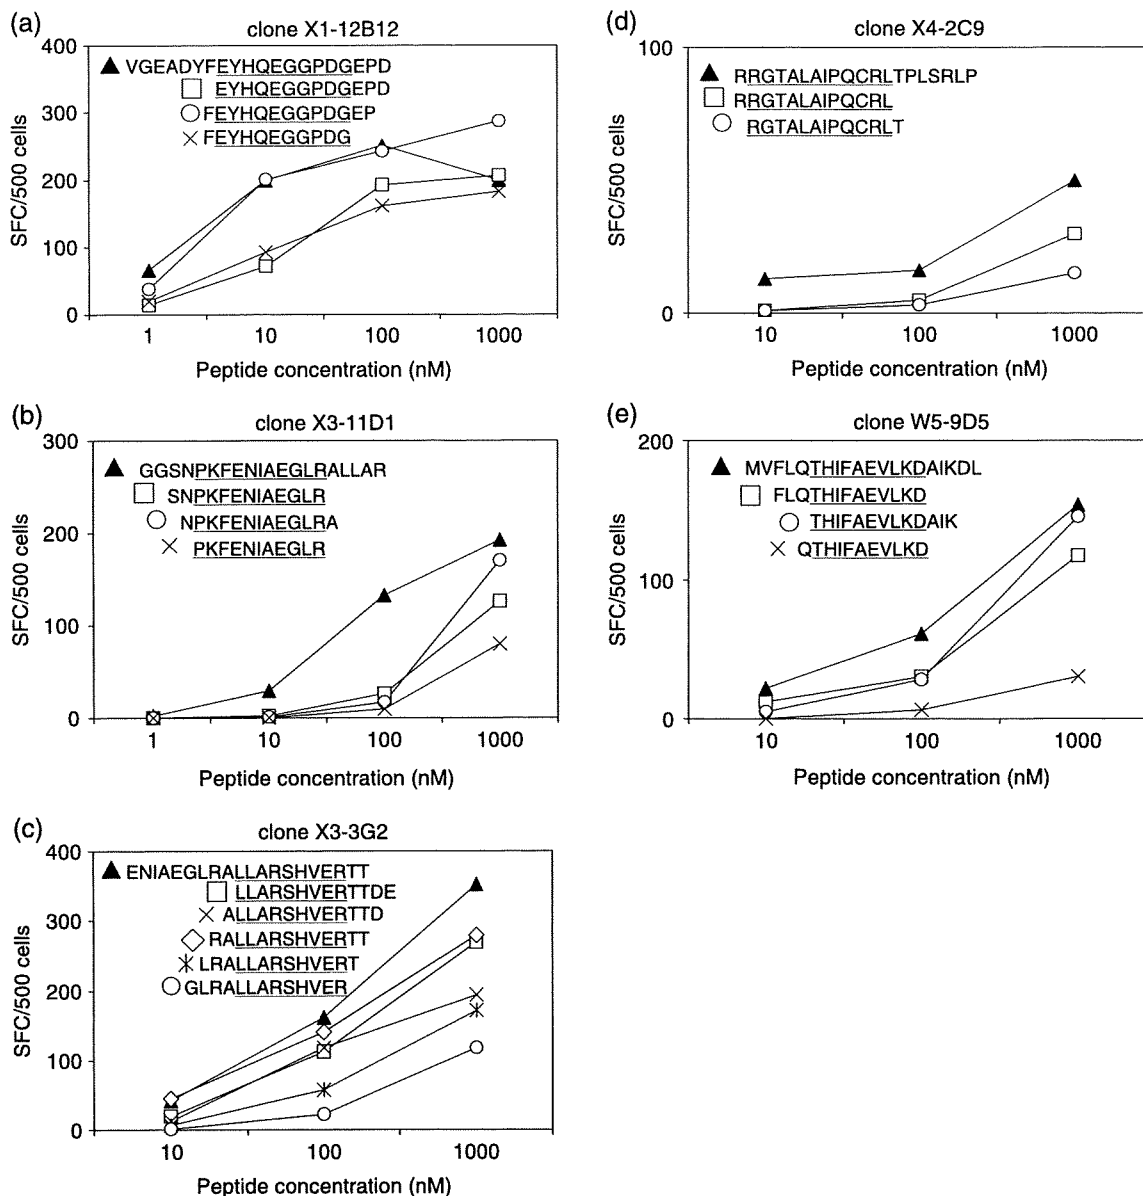 (a)
clone X1-12B12
400
300
200
100
0
SFC/500 cells
VGEADYFEYHQEGGPDGEPD
EYHQEGGPDGEPD
FEYHQEGGPDGEP
FEYHQEGGPDG
1 10 100 1000
Peptide concentration (nM)
(b)
clone X3-11D1
300
200
100
0
SFC/500 cells
GGSNPKFENIAEGLRALLAR
SNPKFENIAEGLR
NPKFENIAEGLRA
PKFENIAEGLR
1 10 100 1000
Peptide concentration (nM)
(c)
clone X3-3G2
400
300
200
100
0
SFC/500 cells
ENIAEGLRALLARSHVERTT
LLARSHVERTTDE
ALLARSHVERTTD
RALLARSHVERTT
LRALLARSHVERT
GLRALLARSHVER
10 100 1000
Peptide concentration (nM)
(d)
clone X4-2C9
100
0
SFC/500 cells
RRGTALAIPQCRLTPLSRLP
RRGTALAIPQCRL
RGTALAIPQCRLT
10 100 1000
Peptide concentration (nM)
(e)
clone W5-9D5
200
100
0
SFC/500 cells
MVFLQTHIFAEVLKDAIKDL
FLQTHIFAEVLKD
THIFAEVLKDAIK
QTHIFAEVLKD
10 100 1000
Peptide concentration (nM)